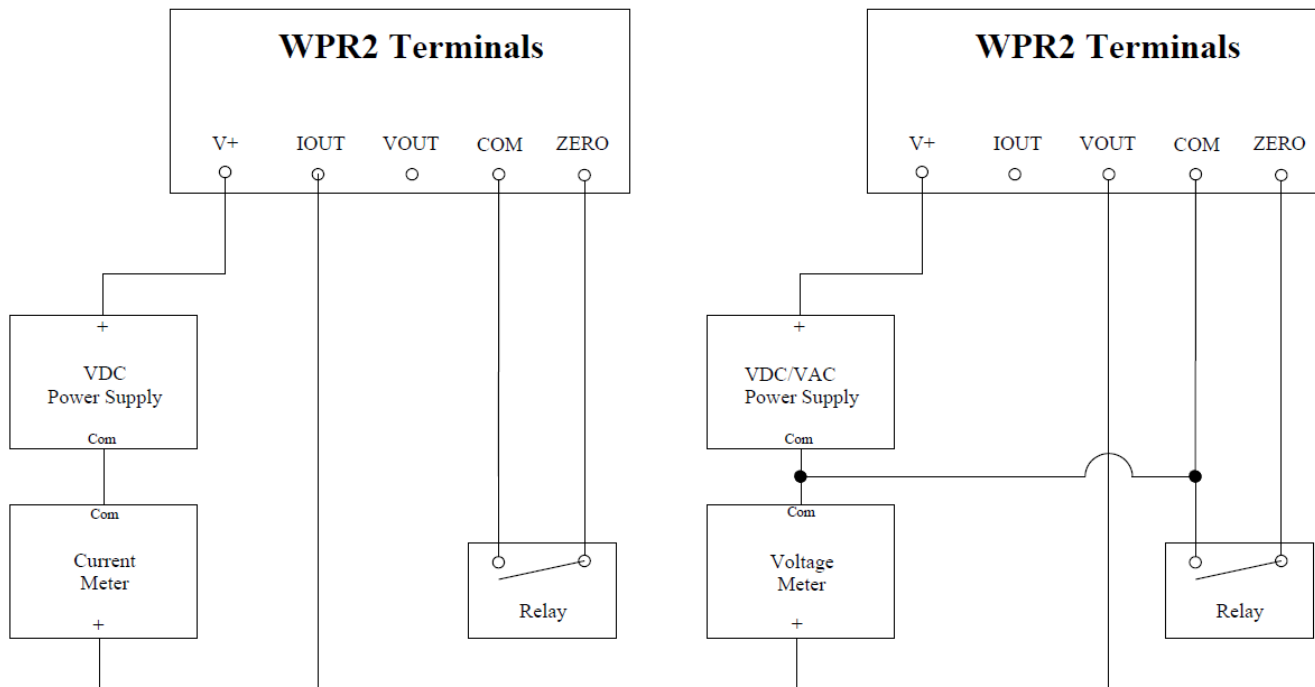 WPR2 Terminals
V+ IOUT VOUT COM ZERO
+
VDC
Power Supply
Com
Com
Current
Meter
+
Relay
WPR2 Terminals
V+ IOUT VOUT COM ZERO
+
VDC/VAC
Power Supply
Com
Com
Voltage
Meter
+
Relay